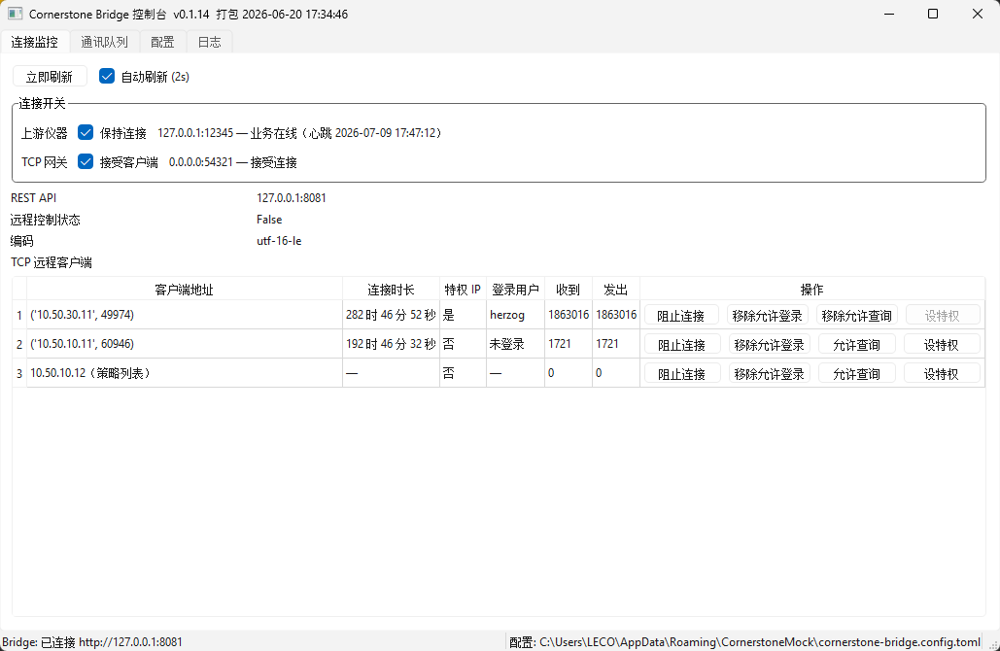 Cornerstone Bridge 控制台 v0.1.14 打包 2026-06-20 17:34:46
连接监控 通讯队列 配置 日志
立即刷新 自动刷新 (2s)
连接开关
上游仪器 保持连接 127.0.0.1:12345 — 业务在线（心跳 2026-07-09 17:47:12）
TCP 网关 接受客户端 0.0.0.0:54321 — 接受连接
REST API 127.0.0.1:8081
远程控制状态 False
编码 utf-16-le
TCP 远程客户端
客户端地址 连接时长 特权 IP 登录用户 收到 发出 操作
1 ('10.50.30.11', 49974) 282 时 46 分 52 秒 是 herzog 1863016 1863016 阻止连接 移除允许登录 移除允许查询 设特权
2 ('10.50.10.11', 60946) 192 时 46 分 32 秒 否 未登录 1721 1721 阻止连接 移除允许登录 允许查询 设特权
3 10.50.10.12（策略列表） — 否 — 0 0 阻止连接 移除允许登录 允许查询 设特权
Bridge: 已连接 http://127.0.0.1:8081 配置: C:\Users\LECO\AppData\Roaming\CornerstoneMock\cornerstone-bridge.config.toml